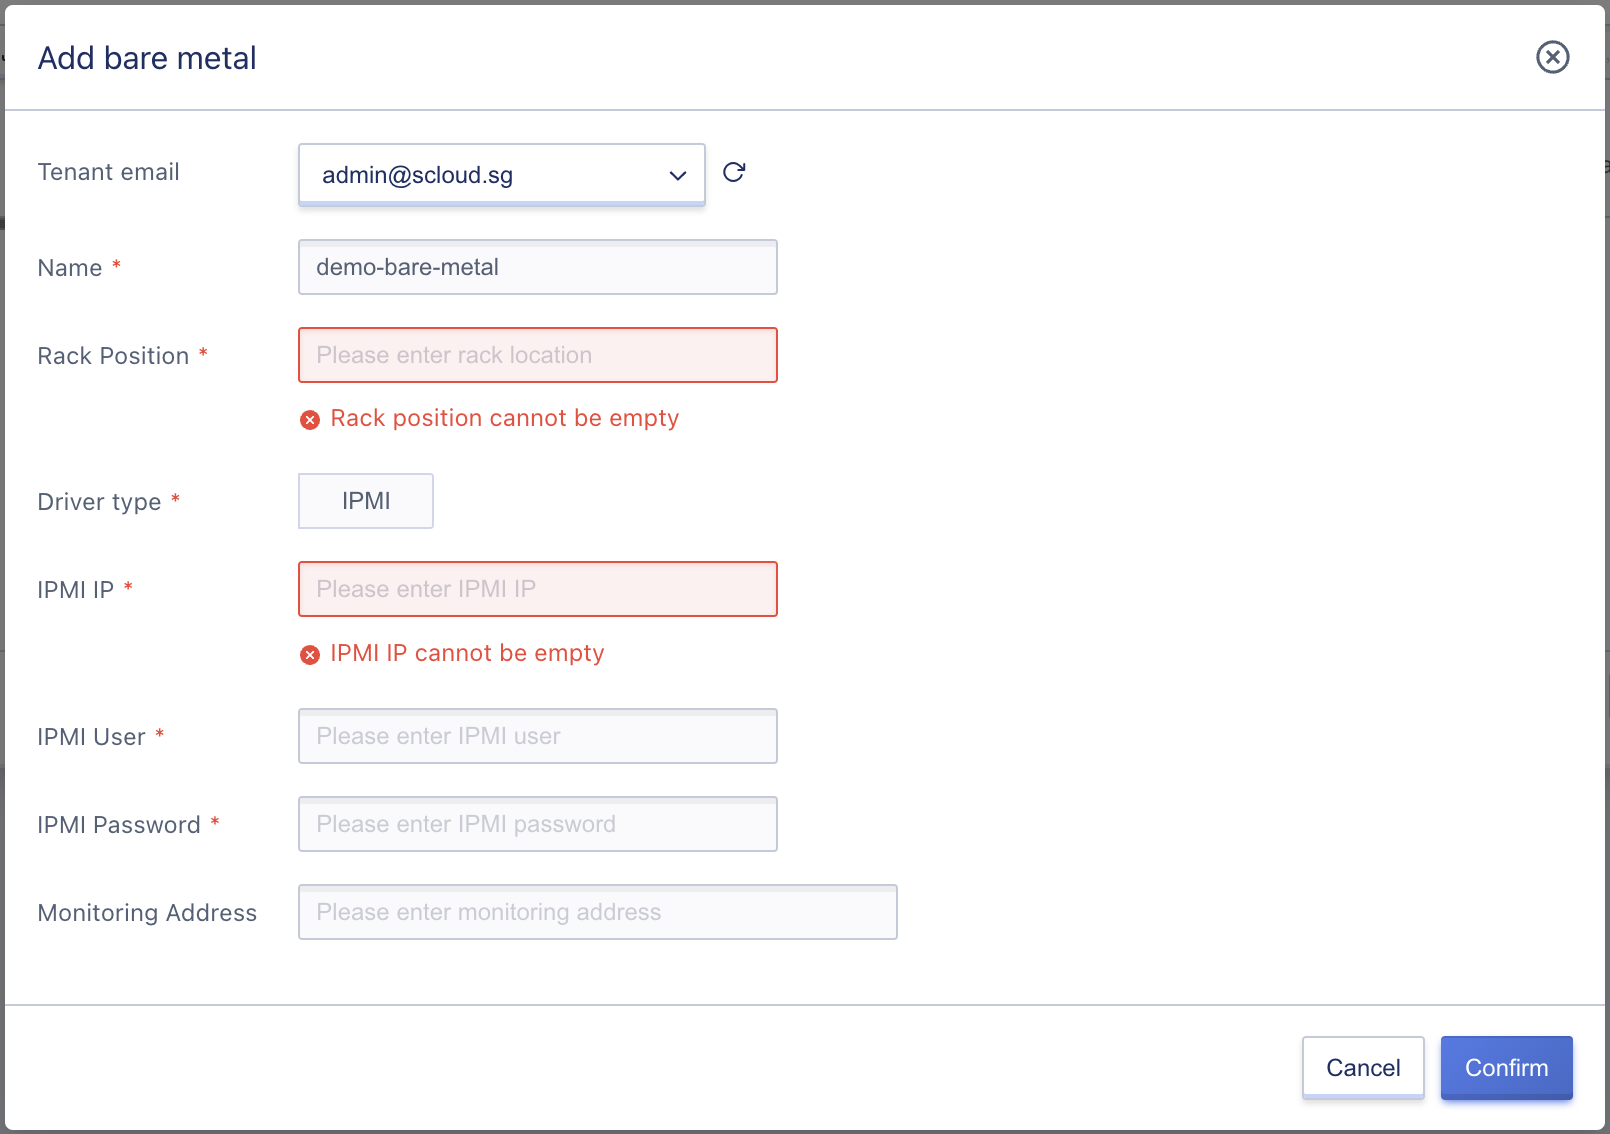 Add bare metal
Tenant email
admin@scloud.sg
Name *
demo-bare-metal
Rack Position *
Please enter rack location
Rack position cannot be empty
Driver type *
IPMI
IPMI IP *
Please enter IPMI IP
IPMI IP cannot be empty
IPMI User *
Please enter IPMI user
IPMI Password *
Please enter IPMI password
Monitoring Address
Please enter monitoring address
Cancel
Confirm